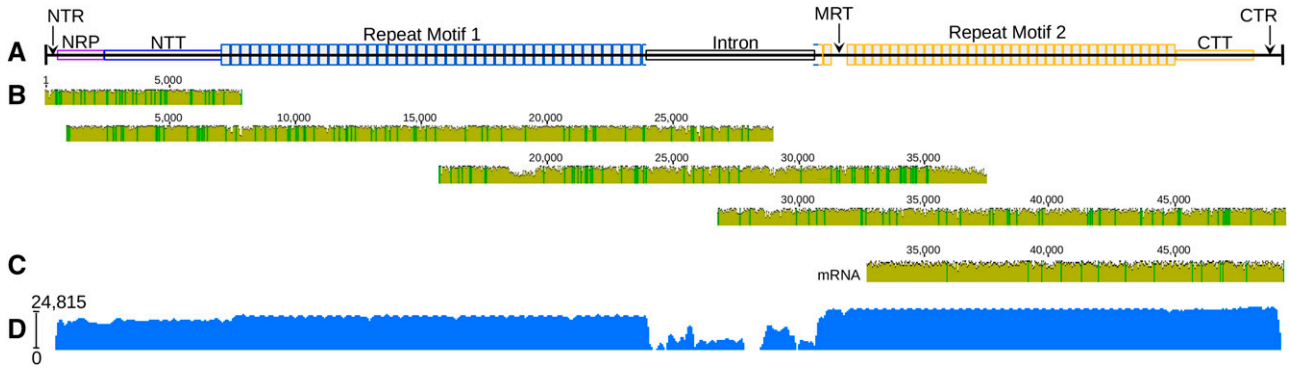 NTR MRT CTR
NRP NTT Repeat Motif 1 Intron Repeat Motif 2 CTT
A
B
1 5,000
5,000 10,000 15,000 20,000 25,000
20,000 25,000 30,000 35,000
30,000 35,000 40,000 45,000
C
35,000 40,000 45,000
mRNA
D
24,815
0